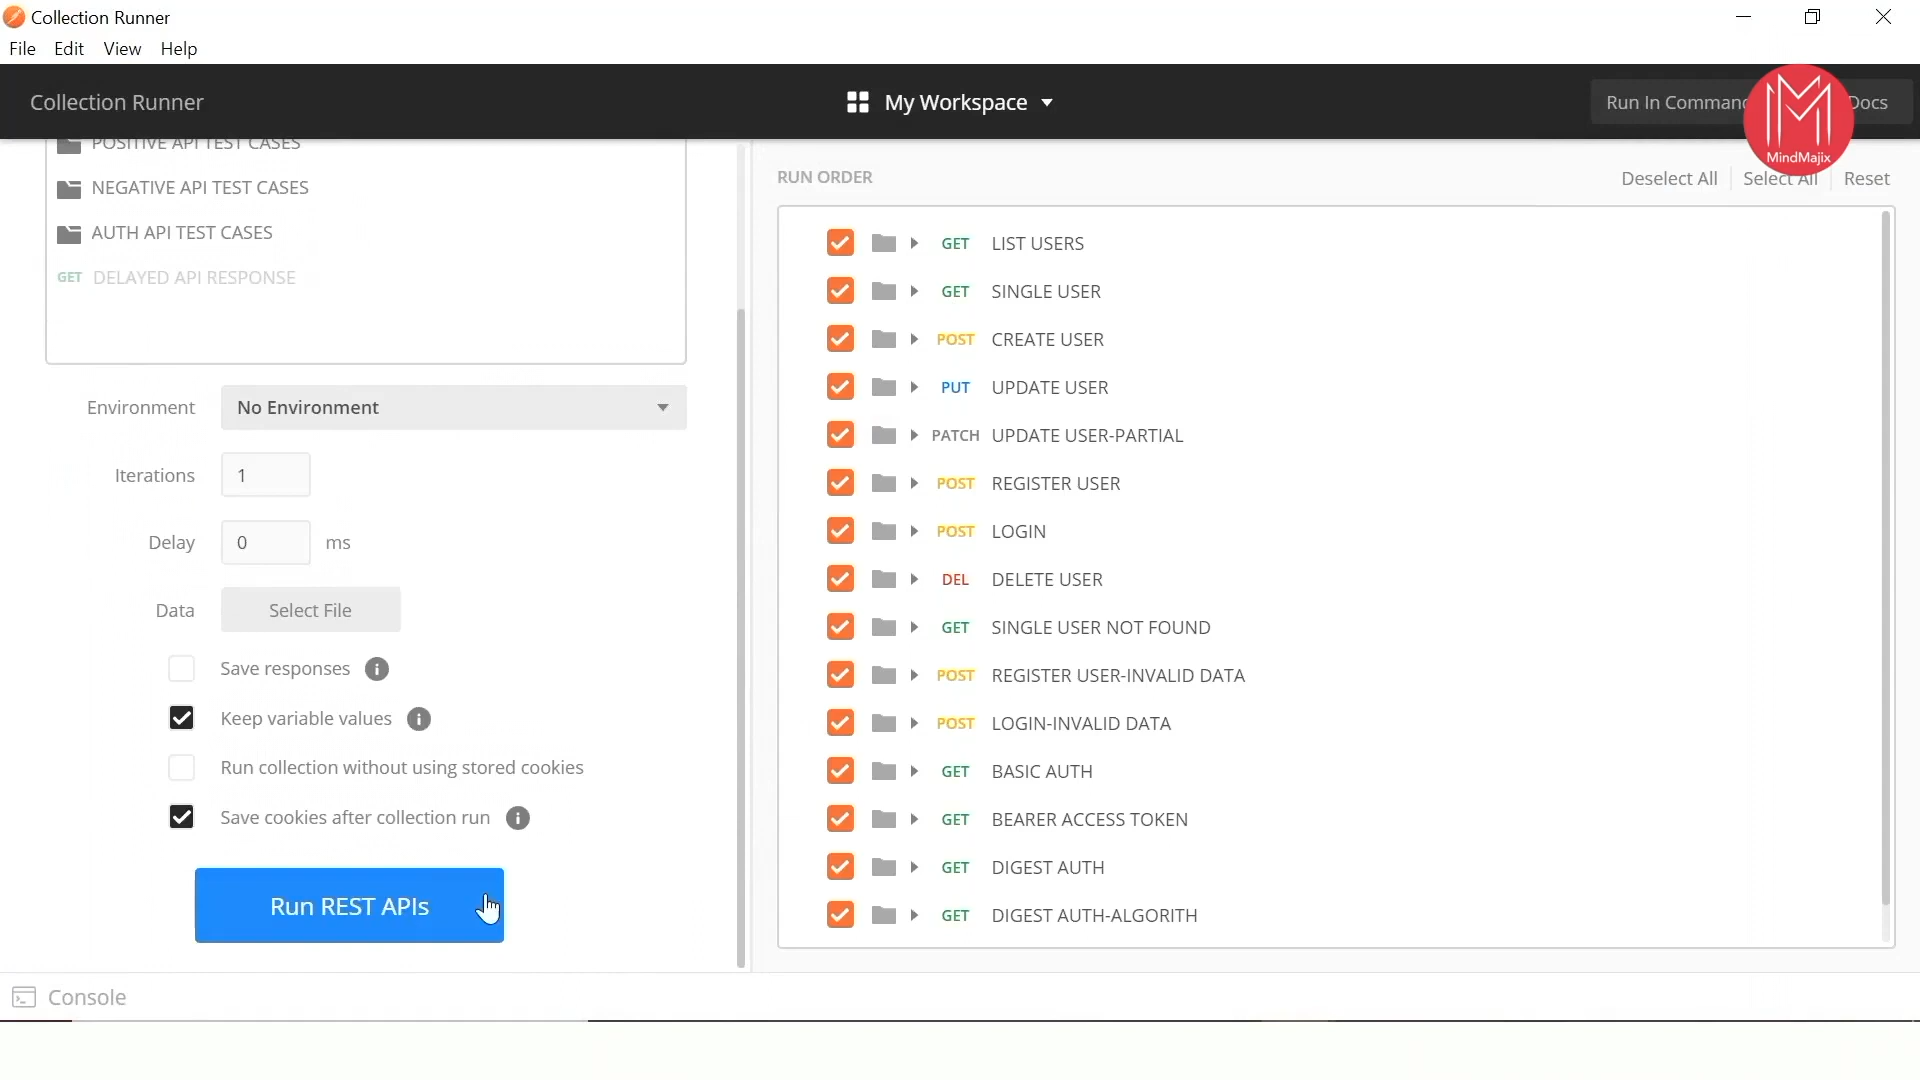 Collection Runner
File Edit View Help
Collection Runner
My Workspace
Run In Command
Docs
MindMajix
POSITIVE API TEST CASES
NEGATIVE API TEST CASES
AUTH API TEST CASES
GET DELAYED API RESPONSE
Environment No Environment
Iterations 1
Delay 0 ms
Data Select File
Save responses
Keep variable values
Run collection without using stored cookies
Save cookies after collection run
Run REST APIs
RUN ORDER
Deselect All Select All Reset
GET LIST USERS
GET SINGLE USER
POST CREATE USER
PUT UPDATE USER
PATCH UPDATE USER-PARTIAL
POST REGISTER USER
POST LOGIN
DEL DELETE USER
GET SINGLE USER NOT FOUND
POST REGISTER USER-INVALID DATA
POST LOGIN-INVALID DATA
GET BASIC AUTH
GET BEARER ACCESS TOKEN
GET DIGEST AUTH
GET DIGEST AUTH-ALGORITH
Console